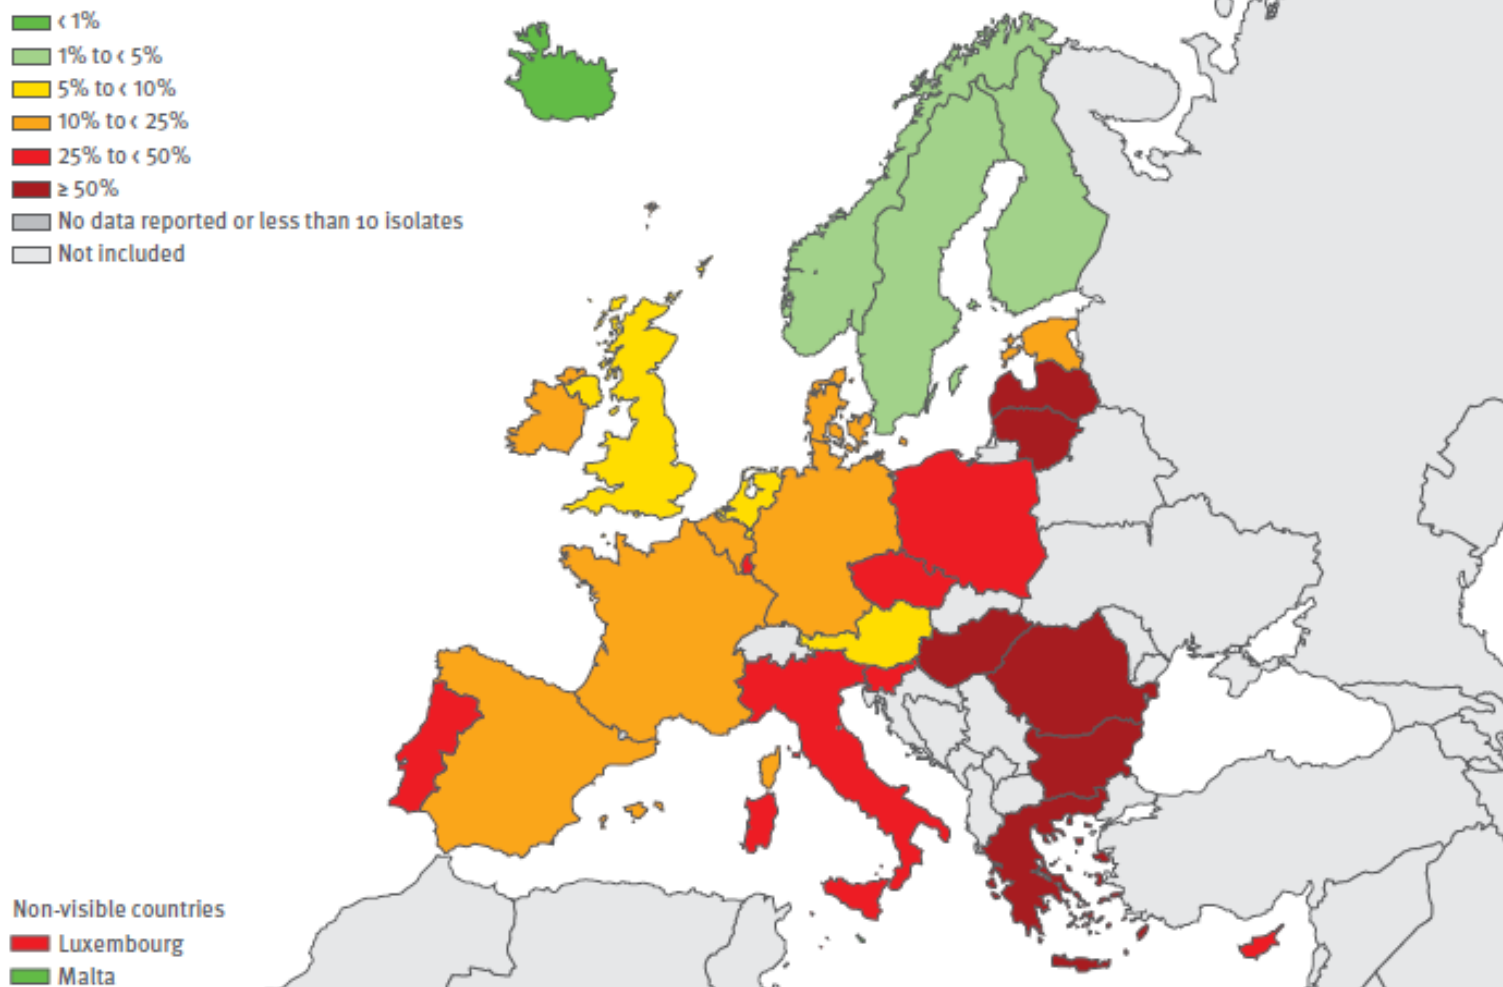 < 1%
1% to < 5%
5% to < 10%
10% to < 25%
25% to < 50%
≥ 50%
No data reported or less than 10 isolates
Not included
Non-visible countries
Luxembourg
Malta